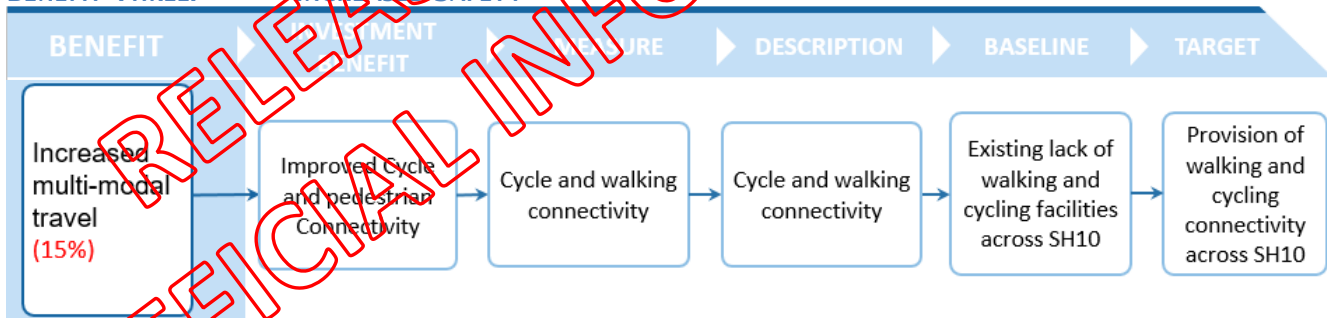 BENEFIT
INVESTMENT
BENEFIT
MEASURE
DESCRIPTION
BASELINE
TARGET
Increased
multi-modal
travel
(15%)
Improved Cycle
and pedestrian
Connectivity
Cycle and walking
connectivity
Cycle and walking
connectivity
Existing lack of
walking and
cycling facilities
across SH10
Provision of
walking and
cycling
connectivity
across SH10
RELEAS
OFFICIAL INFO